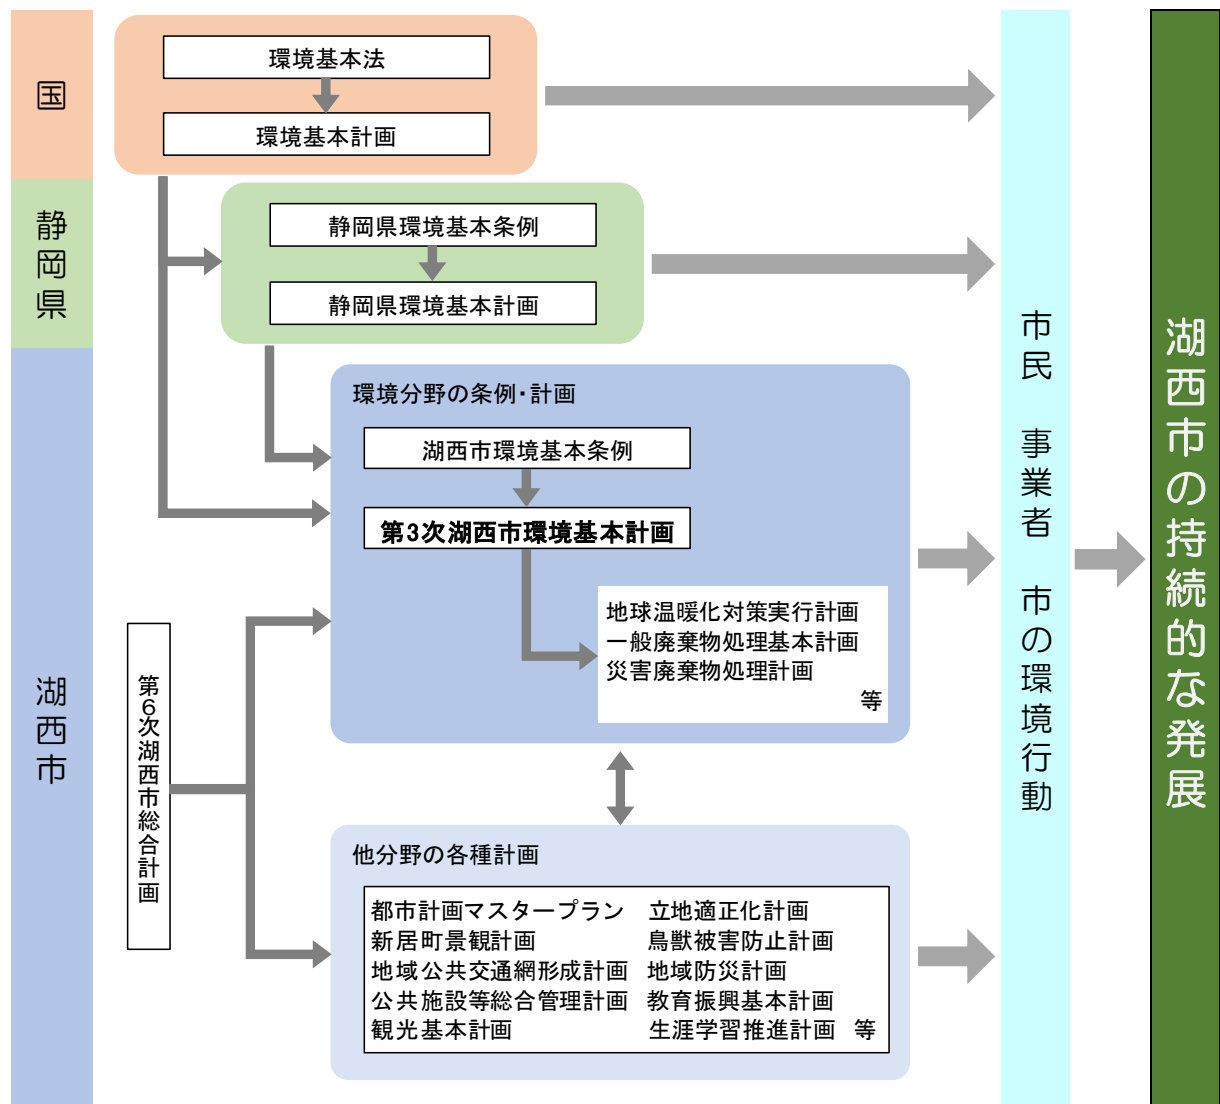 国
環境基本法
環境基本計画
静岡県
静岡県環境基本条例
静岡県環境基本計画
湖西市
環境分野の条例・計画
湖西市環境基本条例
第3次湖西市環境基本計画
地球温暖化対策実行計画
一般廃棄物処理基本計画
災害廃棄物処理計画
等
第6次湖西市総合計画
他分野の各種計画
都市計画マスタープラン 立地適正化計画
新居町景観計画 鳥獣被害防止計画
地域公共交通網形成計画 地域防災計画
公共施設等総合管理計画 教育振興基本計画
観光基本計画 生涯学習推進計画 等
市民 事業者 市の環境行動
湖西市の持続的な発展